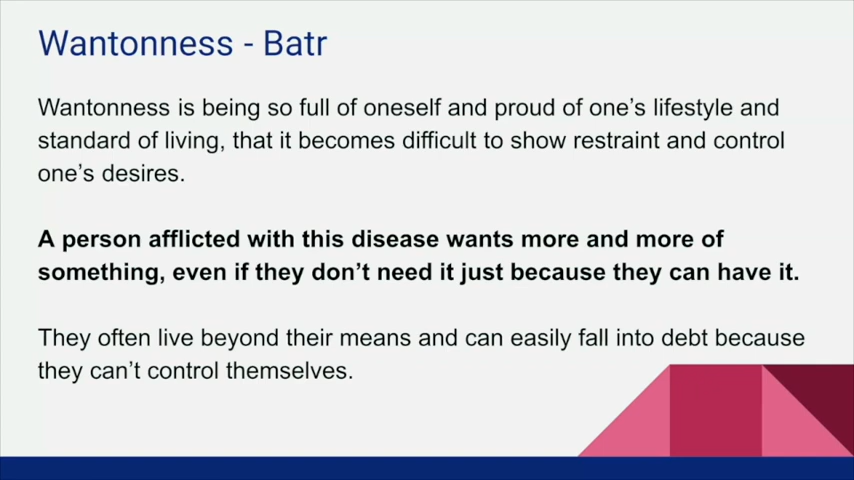 Wantonness - Batr
Wantonness is being so full of oneself and proud of one's lifestyle and
standard of living, that it becomes difficult to show restraint and control
one's desires.
A person afflicted with this disease wants more and more of
something, even if they don't need it just because they can have it.
They often live beyond their means and can easily fall into debt because
they can't control themselves.